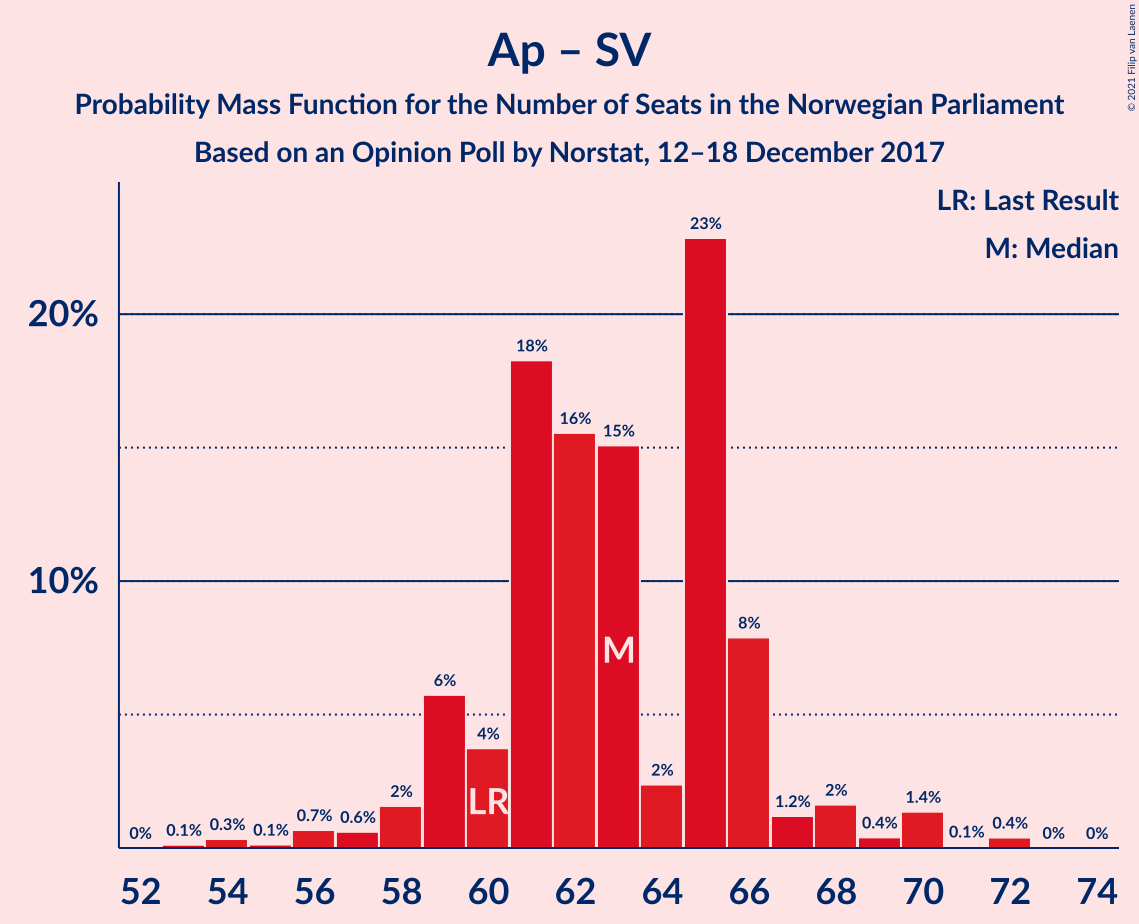 Ap – SV
Probability Mass Function for the Number of Seats in the Norwegian Parliament
Based on an Opinion Poll by Norstat, 12–18 December 2017
© 2021 Filip van Laenen
LR: Last Result
M: Median
20%
10%
0% 0.1% 0.3% 0.1% 0.7% 0.6% 2% 6% 4% 18% 16% 15% 2% 23% 8% 1.2% 2% 0.4% 1.4% 0.1% 0.4% 0% 0%
M
LR
52 54 56 58 60 62 64 66 68 70 72 74